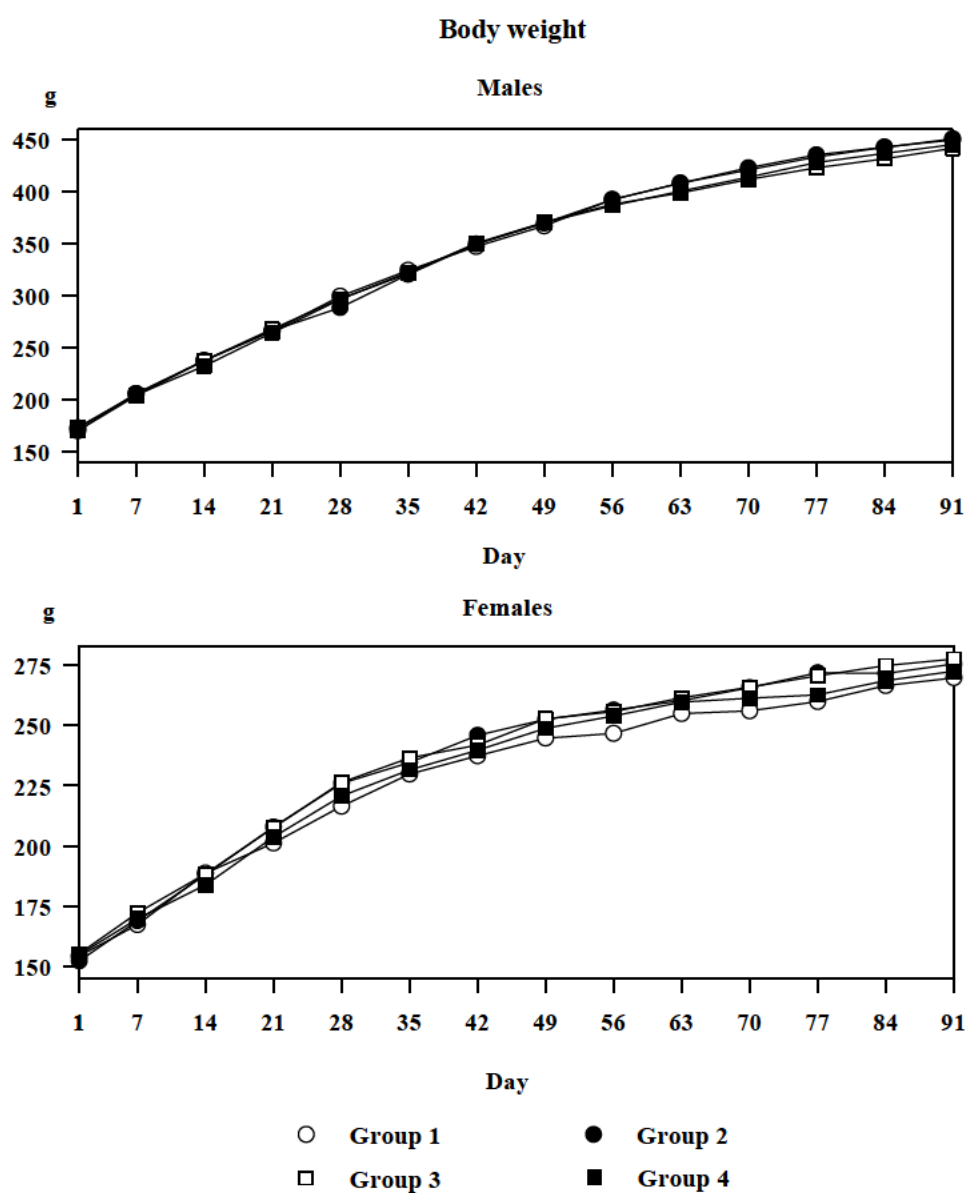 Body weight
Males
g
450
400
350
300
250
200
150
1 7 14 21 28 35 42 49 56 63 70 77 84 91
Day
Females
g
275
250
225
200
175
150
1 7 14 21 28 35 42 49 56 63 70 77 84 91
Day
Group 1 Group 2
Group 3 Group 4